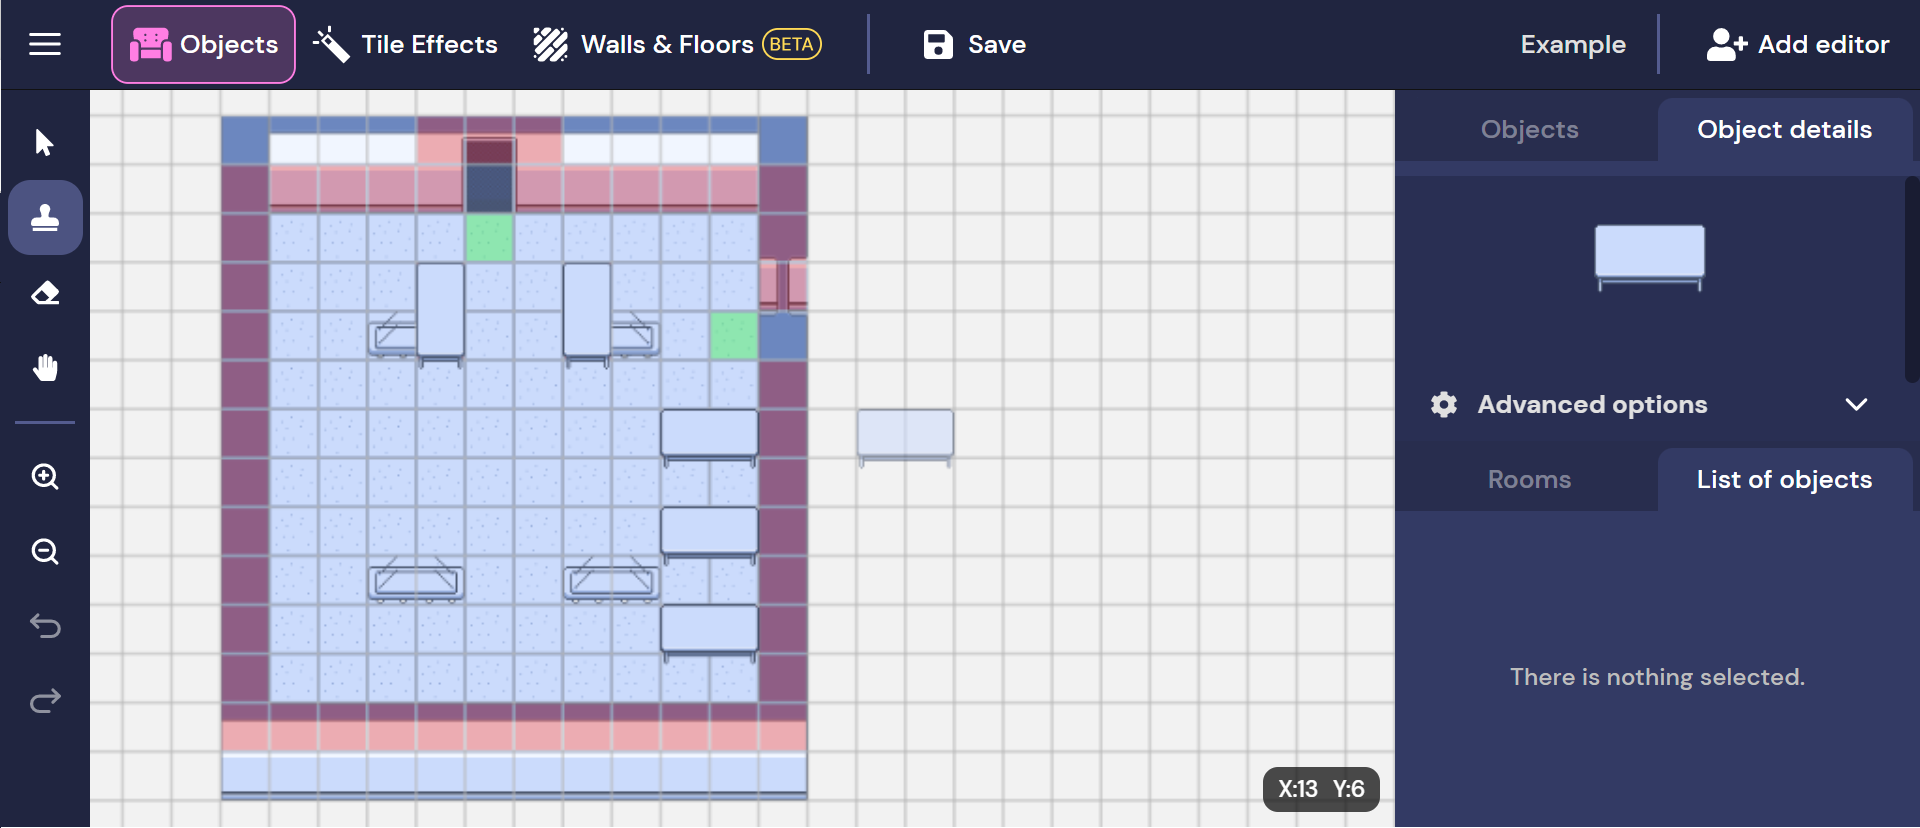 Objects
Tile Effects
Walls & Floors BETA
Save
Example
Add editor
Objects
Object details
Advanced options
Rooms
List of objects
There is nothing selected.
X:13 Y:6